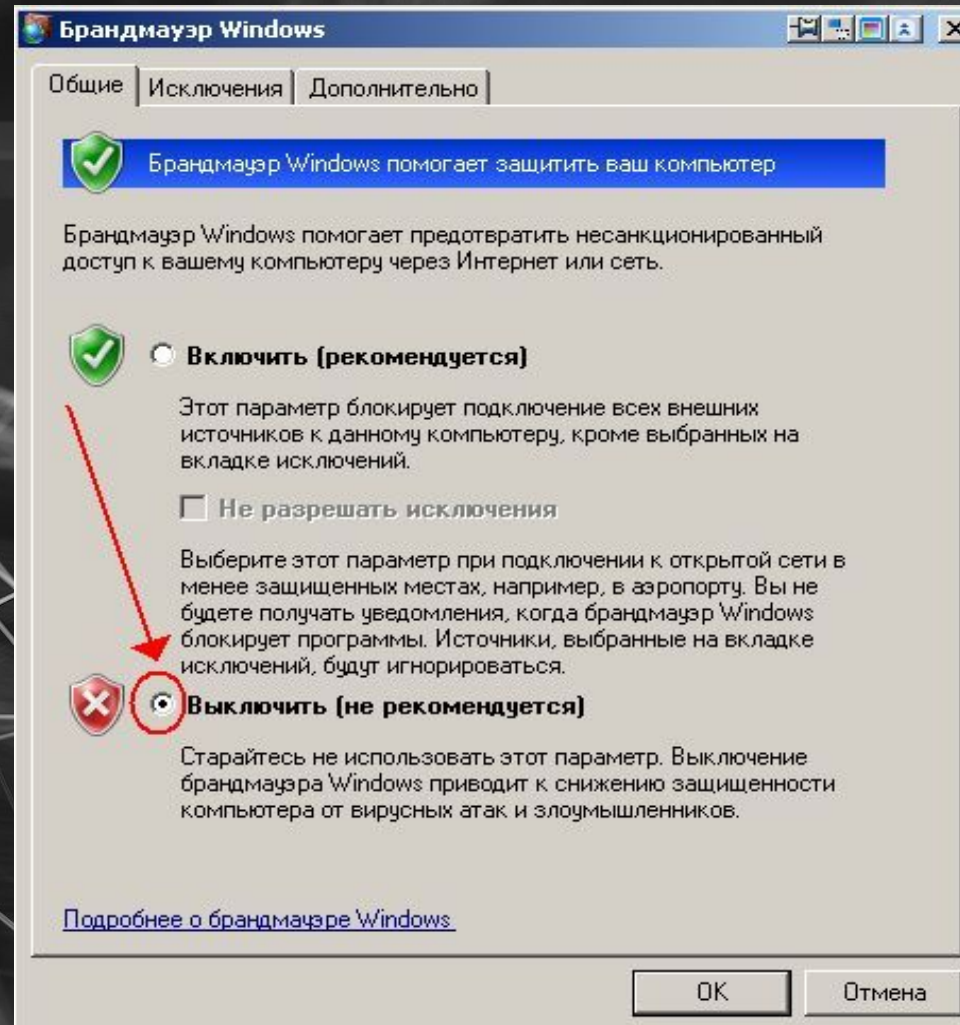 Брандмауэр Windows
Общие Исключения Дополнительно
Брандмауэр Windows помогает защитить ваш компьютер
Брандмауэр Windows помогает предотвратить несанкционированный
доступ к вашему компьютеру через Интернет или сеть.
Включить (рекомендуется)
Этот параметр блокирует подключение всех внешних
источников к данному компьютеру, кроме выбранных на
вкладке исключений.
Не разрешать исключения
Выберите этот параметр при подключении к открытой сети в
менее защищенных местах, например, в аэропорту. Вы не
будете получать уведомления, когда брандмауэр Windows
блокирует программы. Источники, выбранные на вкладке
исключений, будут игнорироваться.
Выключить (не рекомендуется)
Старайтесь не использовать этот параметр. Выключение
брандмауэра Windows приводит к снижению защищенности
компьютера от вирусных атак и злоумышленников.
Подробнее о брандмауэре Windows
OK Отмена